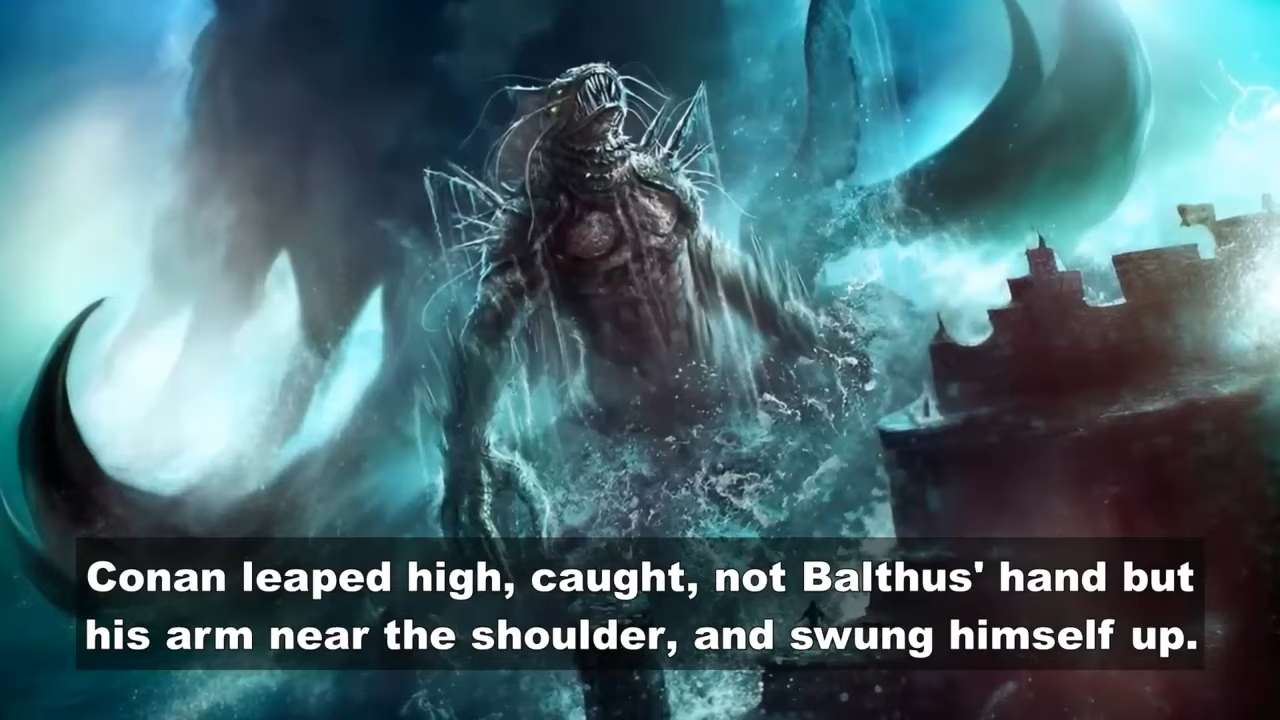 Conan leaped high, caught, not Balthus' hand but
his arm near the shoulder, and swung himself up.